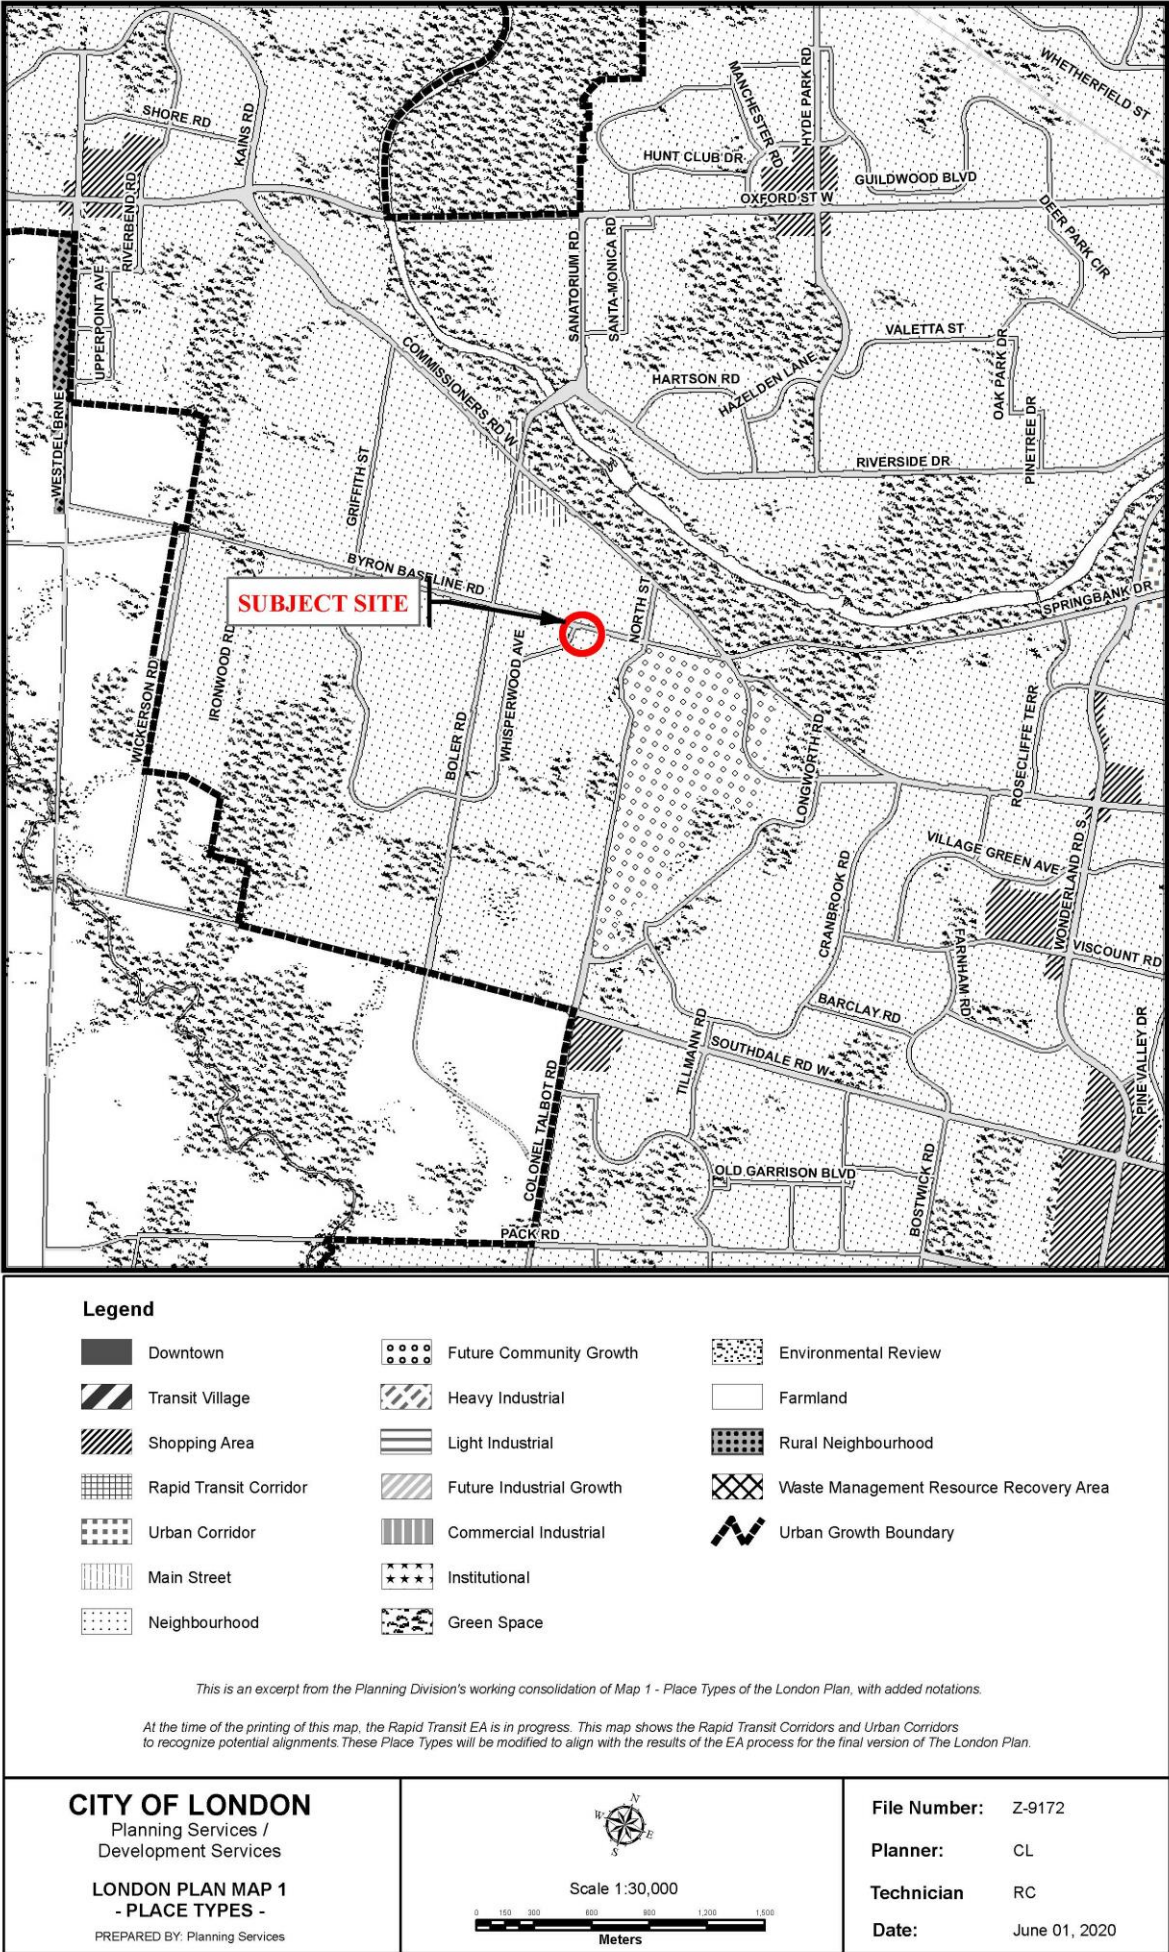 WHETHERFIELD ST
MANCHESTER RD
HYDE PARK RD
SHORE RD
KAINS RD
HUNT CLUB DR
GUILDWOOD BLVD
OXFORD ST W
RIVERBEND RD
DEER PARK CIR
SANATORIUM RD
SANTA-MONICA RD
UPPERPOINT AVE
VALETTA ST
OAK PARK DR
COMMISSIONERS RD W
HARTSON RD
HAZELDEN LANE
WESTDEL BRNE
PINETREE DR
RIVERSIDE DR
GRIFFITH ST
BYRON BASELINE RD
SUBJECT SITE
NORTH ST
SPRINGBANK DR
IRONWOOD RD
WHISPERWOOD AVE
WICKERSON RD
BOLER RD
LONGWORTH RD
ROSECLIFFE TERR
VILLAGE GREEN AVE
WONDERLAND RD S
CRANBROOK RD
FARNHAM RD
VISCOUNT RD
BARCLAY RD
TILLMANN RD
SOUTHDALE RD W
PINE VALLEY DR
COLONEL TALBOT RD
OLD GARRISON BLVD
BOSTWICK RD
PACK RD
Legend
Downtown
Transit Village
Shopping Area
Rapid Transit Corridor
Urban Corridor
Main Street
Neighbourhood
Future Community Growth
Heavy Industrial
Light Industrial
Future Industrial Growth
Commercial Industrial
Institutional
Green Space
Environmental Review
Farmland
Rural Neighbourhood
Waste Management Resource Recovery Area
Urban Growth Boundary
This is an excerpt from the Planning Division's working consolidation of Map 1 - Place Types of the London Plan, with added notations.
At the time of the printing of this map, the Rapid Transit EA is in progress. This map shows the Rapid Transit Corridors and Urban Corridors
to recognize potential alignments. These Place Types will be modified to align with the results of the EA process for the final version of The London Plan.
CITY OF LONDON
Planning Services /
Development Services
LONDON PLAN MAP 1
- PLACE TYPES -
PREPARED BY: Planning Services
N
W
E
S
Scale 1:30,000
0 150 300 600 900 1,200 1,500
Meters
File Number: Z-9172
Planner: CL
Technician RC
Date: June 01, 2020